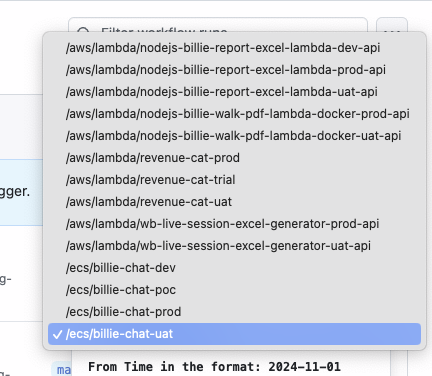 /aws/lambda/nodejs-billie-report-excel-lambda-dev-api
/aws/lambda/nodejs-billie-report-excel-lambda-prod-api
/aws/lambda/nodejs-billie-report-excel-lambda-uat-api
/aws/lambda/nodejs-billie-walk-pdf-lambda-docker-prod-api
/aws/lambda/nodejs-billie-walk-pdf-lambda-docker-uat-api
/aws/lambda/revenue-cat-prod
/aws/lambda/revenue-cat-trial
/aws/lambda/revenue-cat-uat
/aws/lambda/wb-live-session-excel-generator-prod-api
gger.
/aws/lambda/wb-live-session-excel-generator-uat-api
/ecs/billie-chat-dev
g-
/ecs/billie-chat-poc
/ecs/billie-chat-prod
✓ /ecs/billie-chat-uat
ma
From Time in the format: 2024-11-01